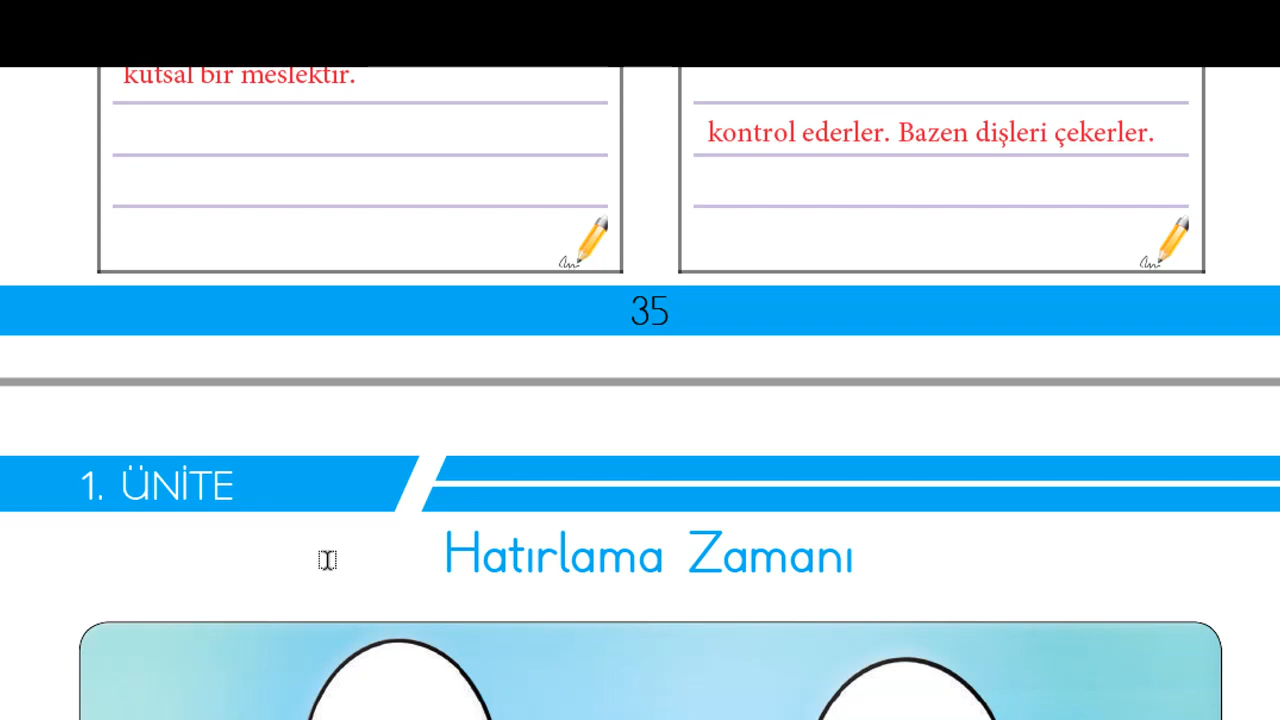 kutsal bir meslektir.
kontrol ederler. Bazen dişleri çekerler.
35
1. ÜNİTE
Hatırlama Zamanı